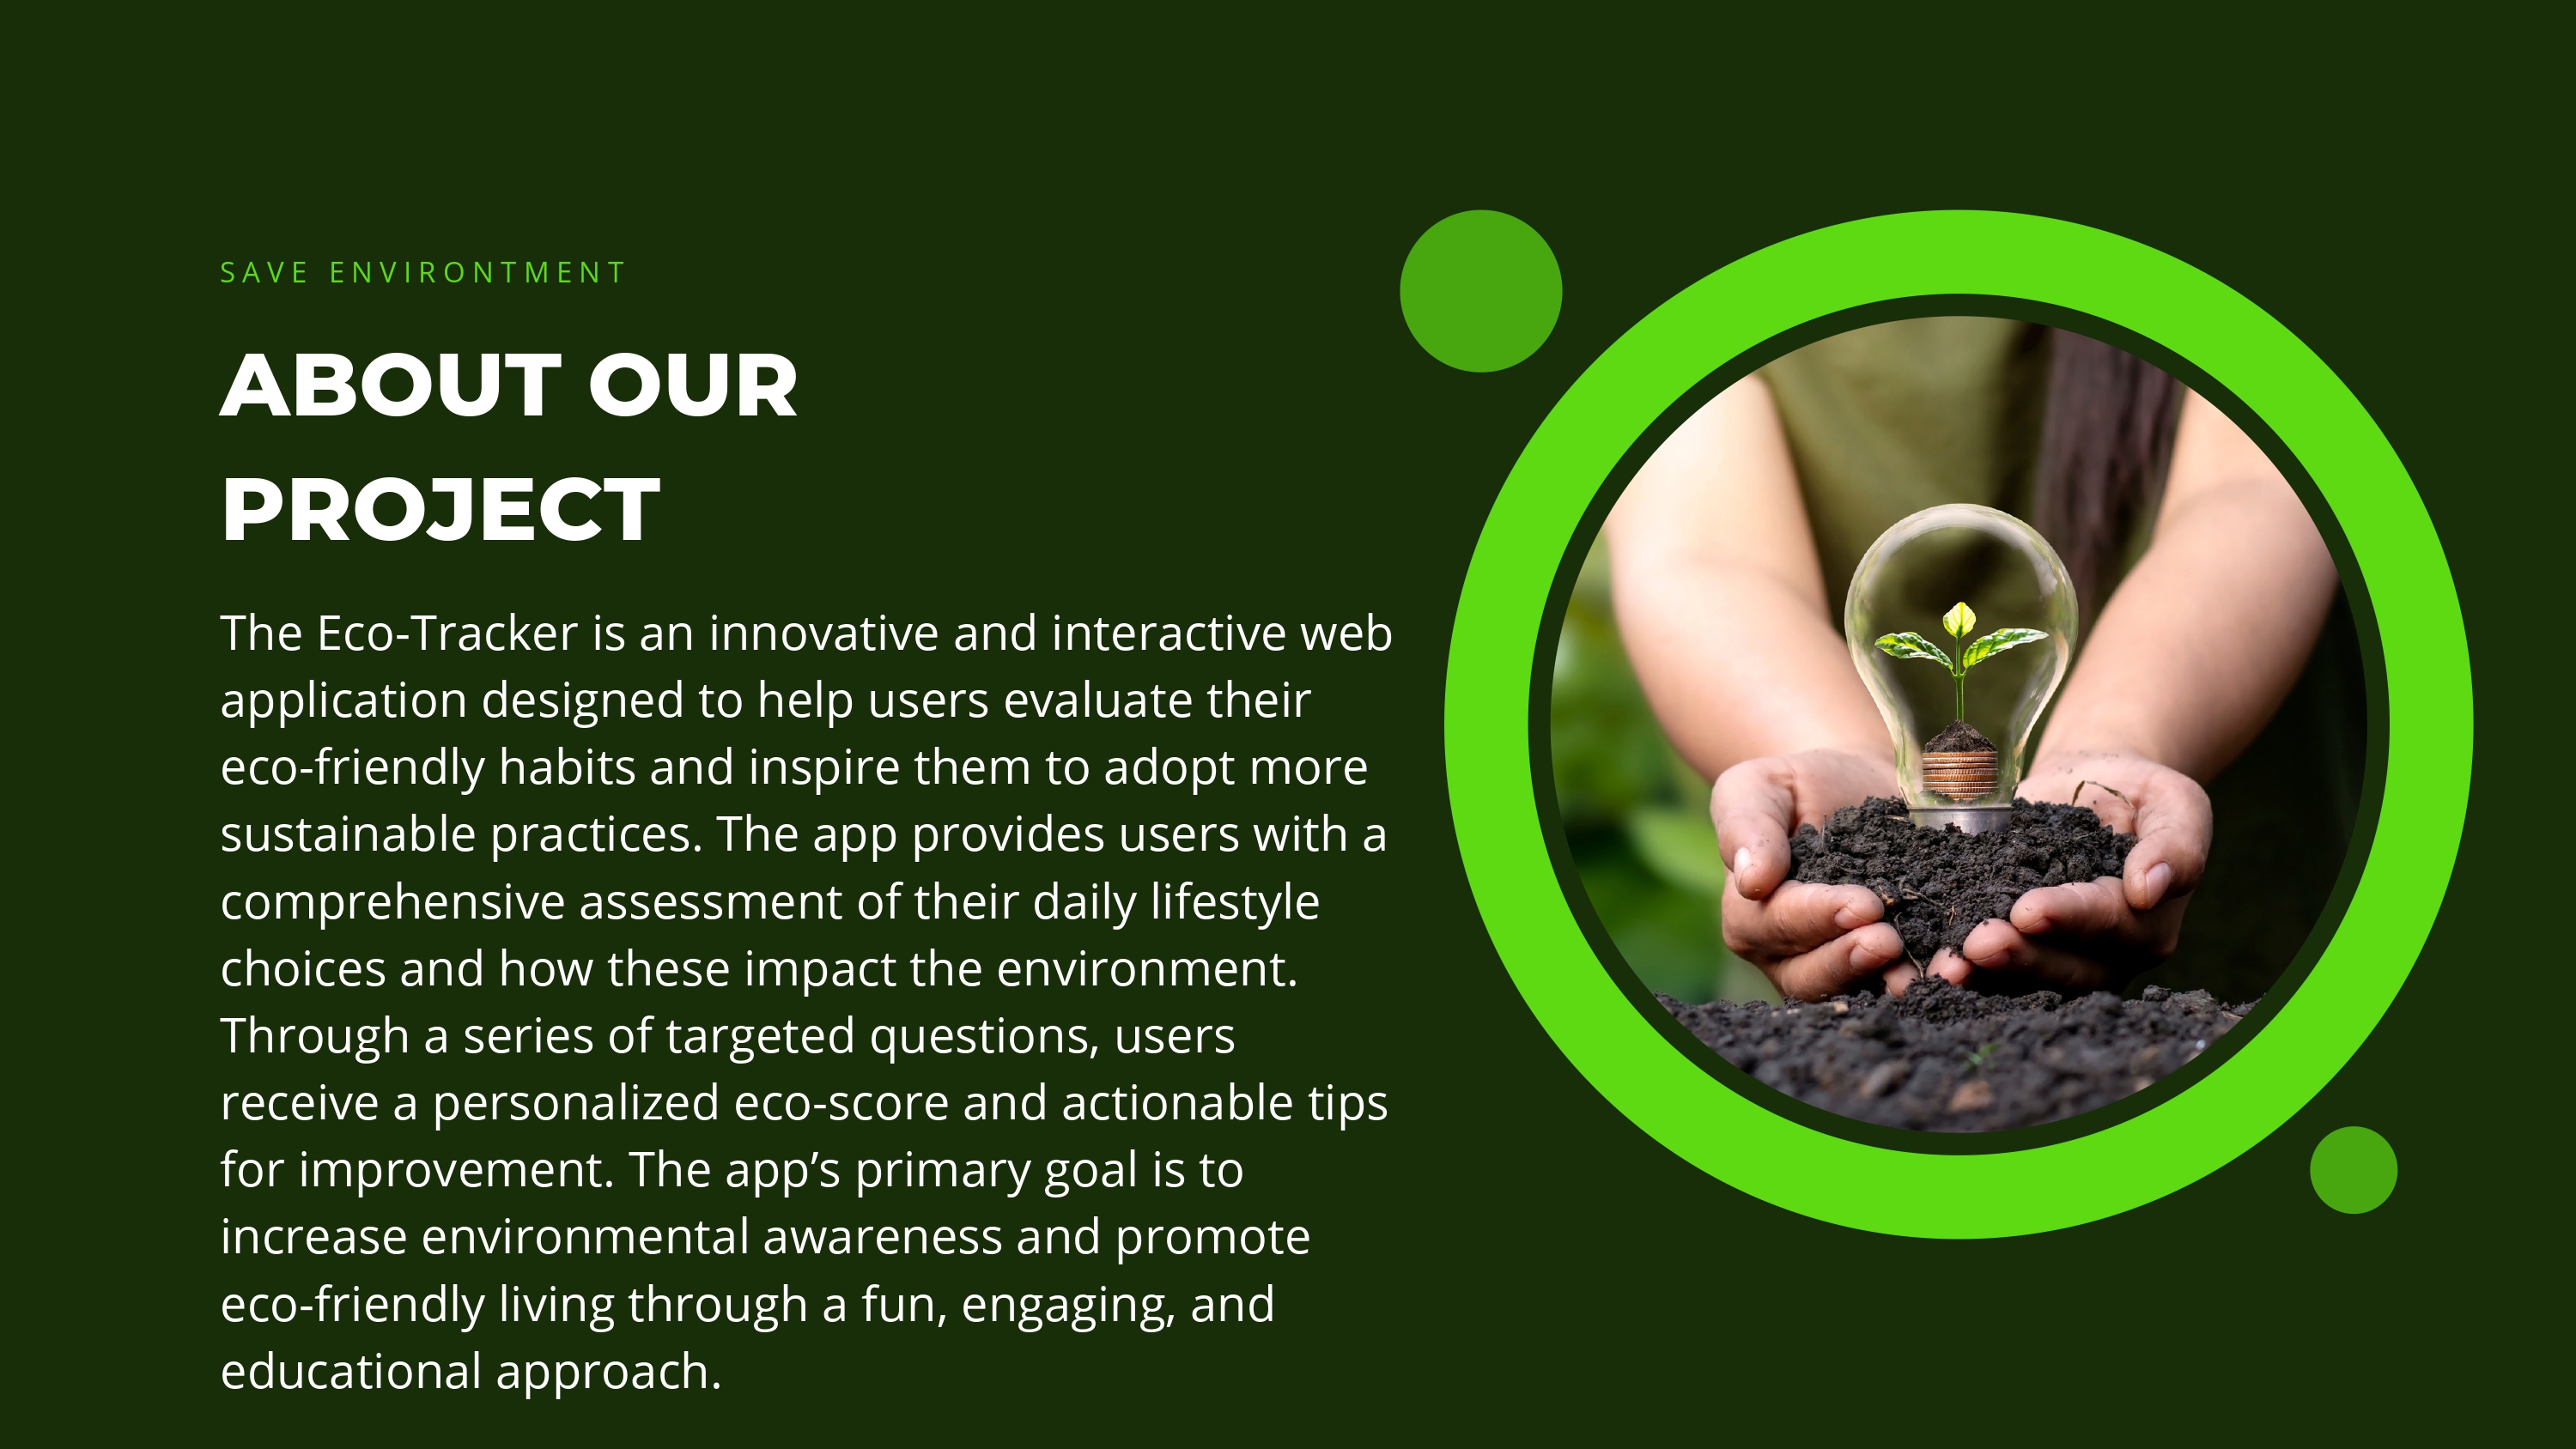 SAVE ENVIRONTMENT
ABOUT OUR
PROJECT
The Eco-Tracker is an innovative and interactive web
application designed to help users evaluate their
eco-friendly habits and inspire them to adopt more
sustainable practices. The app provides users with a
comprehensive assessment of their daily lifestyle
choices and how these impact the environment.
Through a series of targeted questions, users
receive a personalized eco-score and actionable tips
for improvement. The app’s primary goal is to
increase environmental awareness and promote
eco-friendly living through a fun, engaging, and
educational approach.